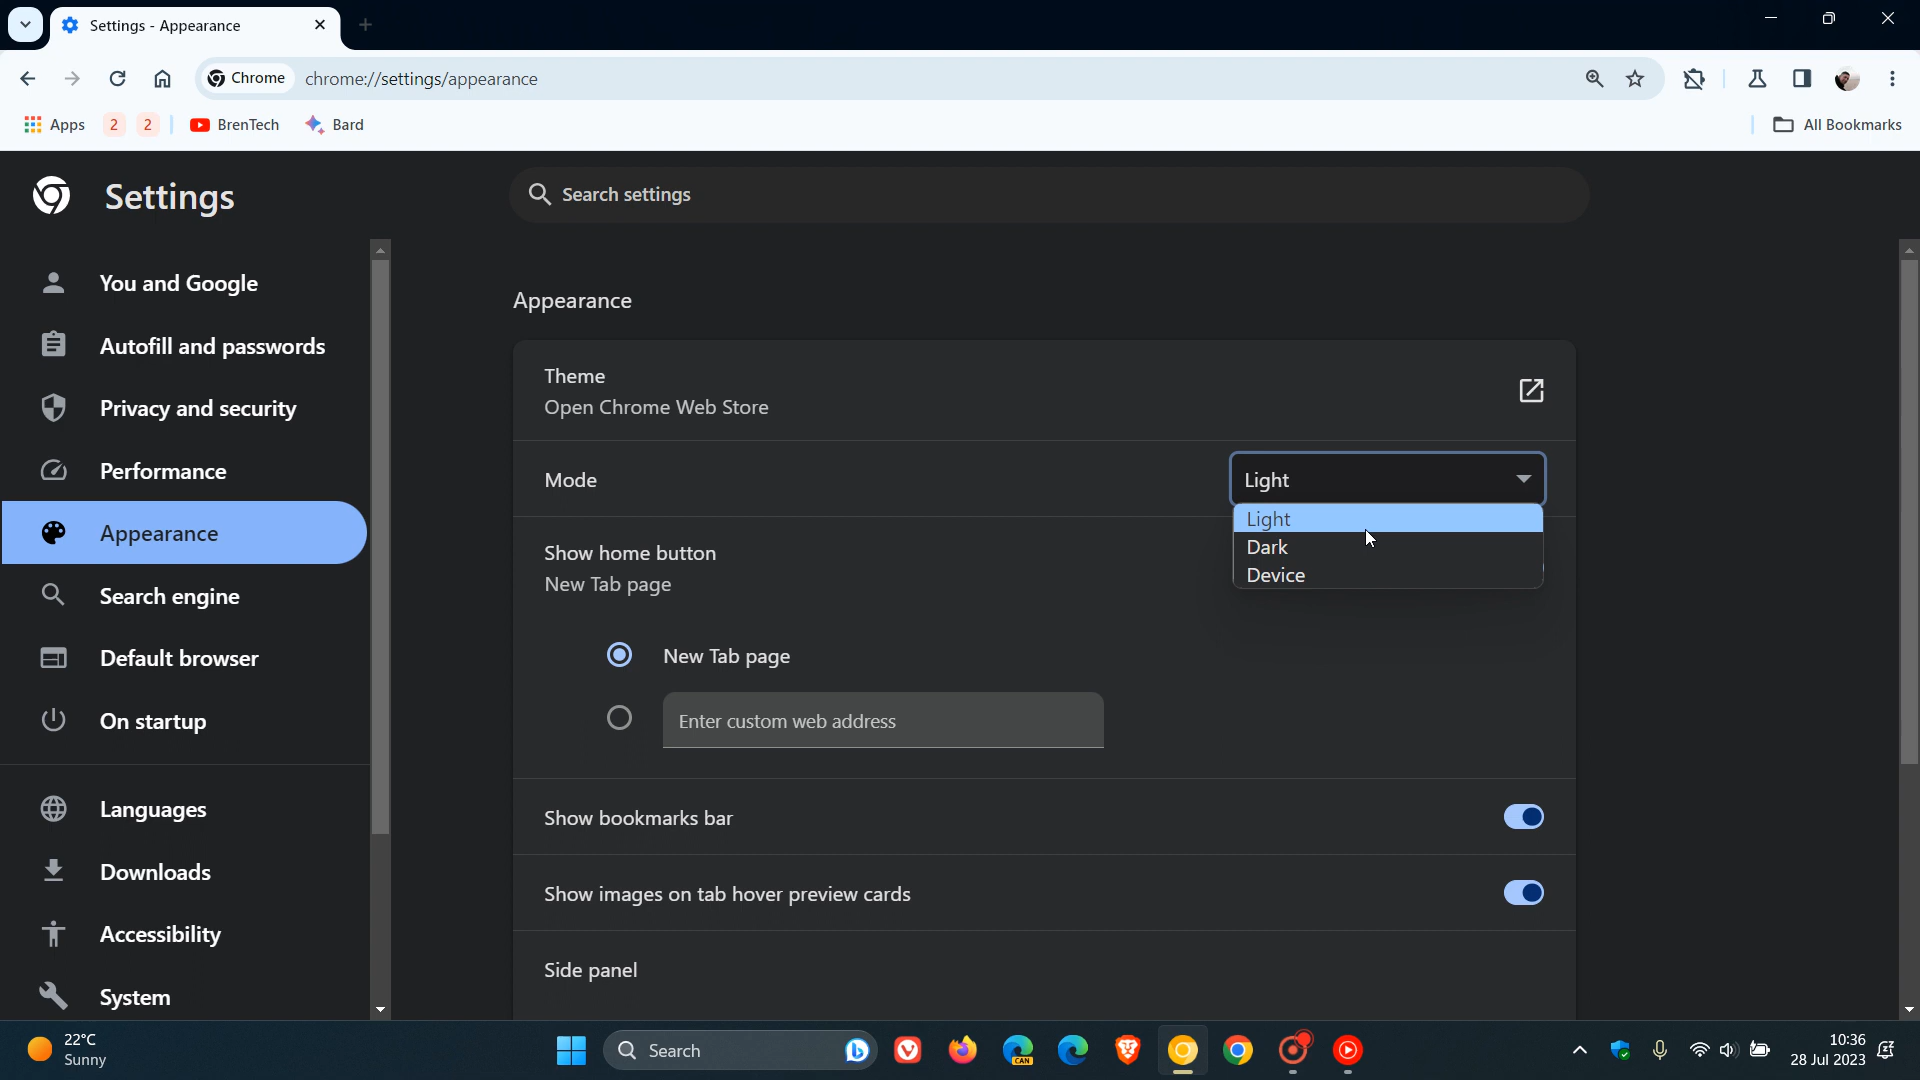 Settings - Appearance
Chrome
chrome://settings/appearance
Apps
2
2
BrenTech
Bard
All Bookmarks
Settings
Search settings
You and Google
Autofill and passwords
Privacy and security
Performance
Appearance
Search engine
Default browser
On startup
Languages
Downloads
Accessibility
System
Appearance
Theme
Open Chrome Web Store
Mode
Light
Light
Dark
Device
Show home button
New Tab page
New Tab page
Enter custom web address
Show bookmarks bar
Show images on tab hover preview cards
Side panel
22°C
Sunny
Search
CAN
10:36
28 Jul 2023